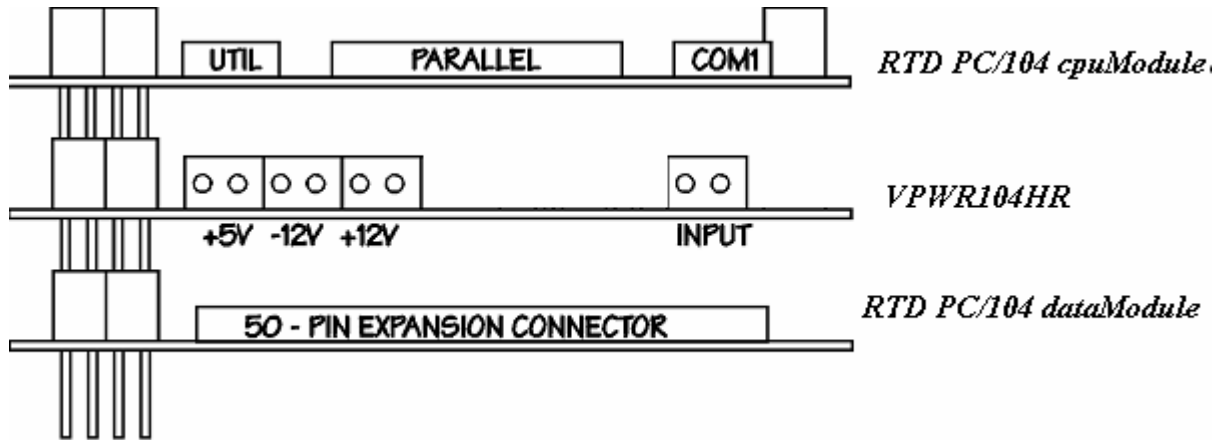 UTIL
PARALLEL
COM1
RTD PC/104 cpuModule
+5V -12V +12V
INPUT
VPWR104HR
50 - PIN EXPANSION CONNECTOR
RTD PC/104 dataModule